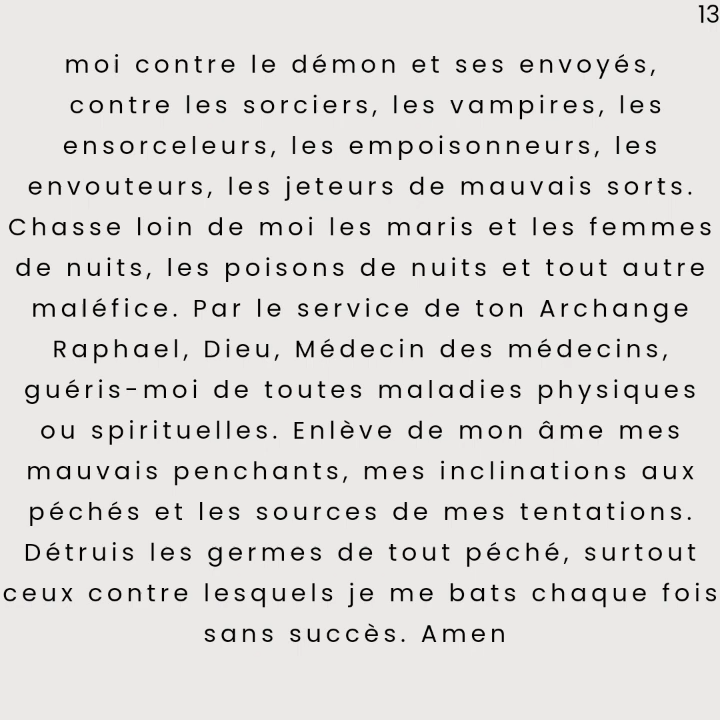 13
moi contre le démon et ses envoyés,
contre les sorciers, les vampires, les
ensorceleurs, les empoisonneurs, les
envouteurs, les jeteurs de mauvais sorts.
Chasse loin de moi les maris et les femmes
de nuits, les poisons de nuits et tout autre
maléfice. Par le service de ton Archange
Raphael, Dieu, Médecin des médecins,
guéris-moi de toutes maladies physiques
ou spirituelles. Enlève de mon âme mes
mauvais penchants, mes inclinations aux
péchés et les sources de mes tentations.
Détruis les germes de tout péché, surtout
ceux contre lesquels je me bats chaque fois
sans succès. Amen